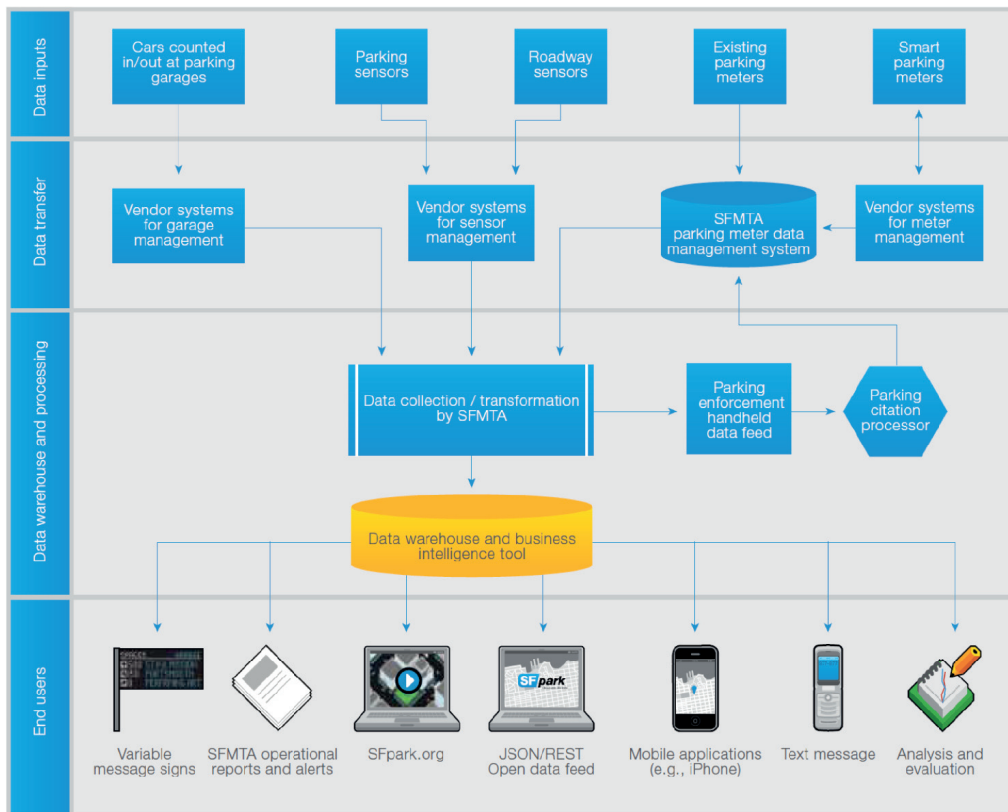 Data inputs
Cars counted
in/out at parking
garages
Parking
sensors
Roadway
sensors
Existing
parking
meters
Smart
parking
meters
Data transfer
Vendor systems
for garage
management
Vendor systems
for sensor
management
SFMTA
parking meter data
management system
Vendor systems
for meter
management
Data warehouse and processing
Data collection / transformation
by SFMTA
Parking
enforcement
handheld
data feed
Parking
citation
processor
Data warehouse and business
intelligence tool
End users
SPACES
SFpark
Variable
message signs
SFMTA operational
reports and alerts
SFpark.org
JSON/REST
Open data feed
Mobile applications
(e.g., iPhone)
Text message
Analysis and
evaluation